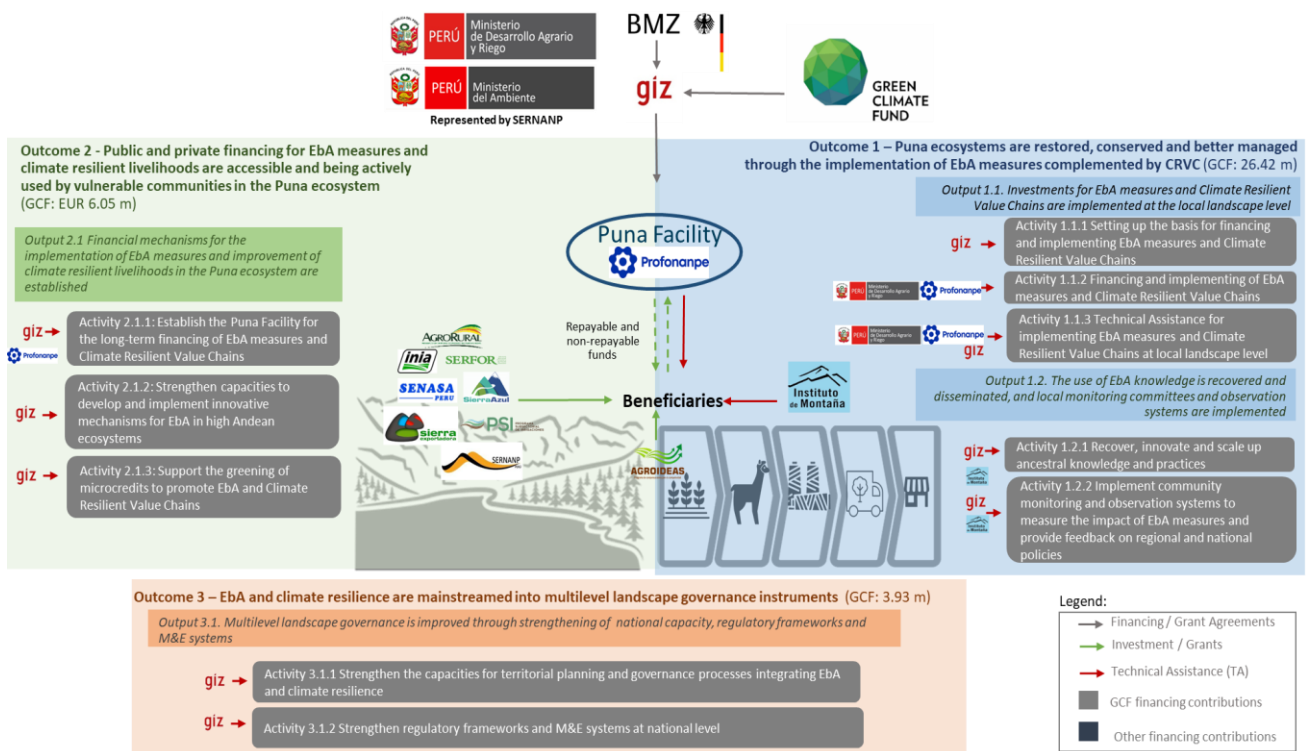 PERÚ
Ministerio
de Desarrollo Agrario
y Riego
PERÚ
Ministerio
del Ambiente
Represented by SERNANP
BMZ
giz
GREEN
CLIMATE
FUND
Outcome 2 - Public and private financing for EbA measures and
climate resilient livelihoods are accessible and being actively
used by vulnerable communities in the Puna ecosystem
(GCF: EUR 6.05 m)
Output 2.1 Financial mechanisms for the
implementation of EbA measures and improvement of
climate resilient livelihoods in the Puna ecosystem are
established
giz
Profonanpe
Activity 2.1.1: Establish the Puna Facility for
the long-term financing of EbA measures and
Climate Resilient Value Chains
giz
Activity 2.1.2: Strengthen capacities to
develop and implement innovative
mechanisms for EbA in high Andean
ecosystems
giz
Activity 2.1.3: Support the greening of
microcredits to promote EbA and Climate
Resilient Value Chains
Puna Facility
Profonanpe
Repayable and
non-repayable
funds
AGRORURAL
inia
SERFOR
SENASA
PERU
SierraAzul
sierra
exportadora
PSI
SERNANP
AGROIDEAS
Beneficiaries
Instituto
de Montaña
Outcome 1 – Puna ecosystems are restored, conserved and better managed
through the implementation of EbA measures complemented by CRVC (GCF: 26.42 m)
Output 1.1. Investments for EbA measures and Climate Resilient
Value Chains are implemented at the local landscape level
giz
Activity 1.1.1 Setting up the basis for financing
and implementing EbA measures and Climate
Resilient Value Chains
PERÚ
Ministerio
de Desarrollo Agrario
y Riego
Profonanpe
Activity 1.1.2 Financing and implementing of EbA
measures and Climate Resilient Value Chains
PERÚ
Ministerio
de Desarrollo Agrario
y Riego
Profonanpe
giz
Activity 1.1.3 Technical Assistance for
implementing EbA measures and Climate
Resilient Value Chains at local landscape level
Output 1.2. The use of EbA knowledge is recovered and
disseminated, and local monitoring committees and observation
systems are implemented
giz
Instituto
de Montaña
Activity 1.2.1 Recover, innovate and scale up
ancestral knowledge and practices
giz
Instituto
de Montaña
Activity 1.2.2 Implement community
monitoring and observation systems to
measure the impact of EbA measures and
provide feedback on regional and national
policies
Outcome 3 – EbA and climate resilience are mainstreamed into multilevel landscape governance instruments (GCF: 3.93 m)
Output 3.1. Multilevel landscape governance is improved through strengthening of national capacity, regulatory frameworks and
M&E systems
giz
Activity 3.1.1 Strengthen the capacities for territorial planning and governance processes integrating EbA
and climate resilience
giz
Activity 3.1.2 Strengthen regulatory frameworks and M&E systems at national level
Legend:
Financing / Grant Agreements
Investment / Grants
Technical Assistance (TA)
GCF financing contributions
Other financing contributions